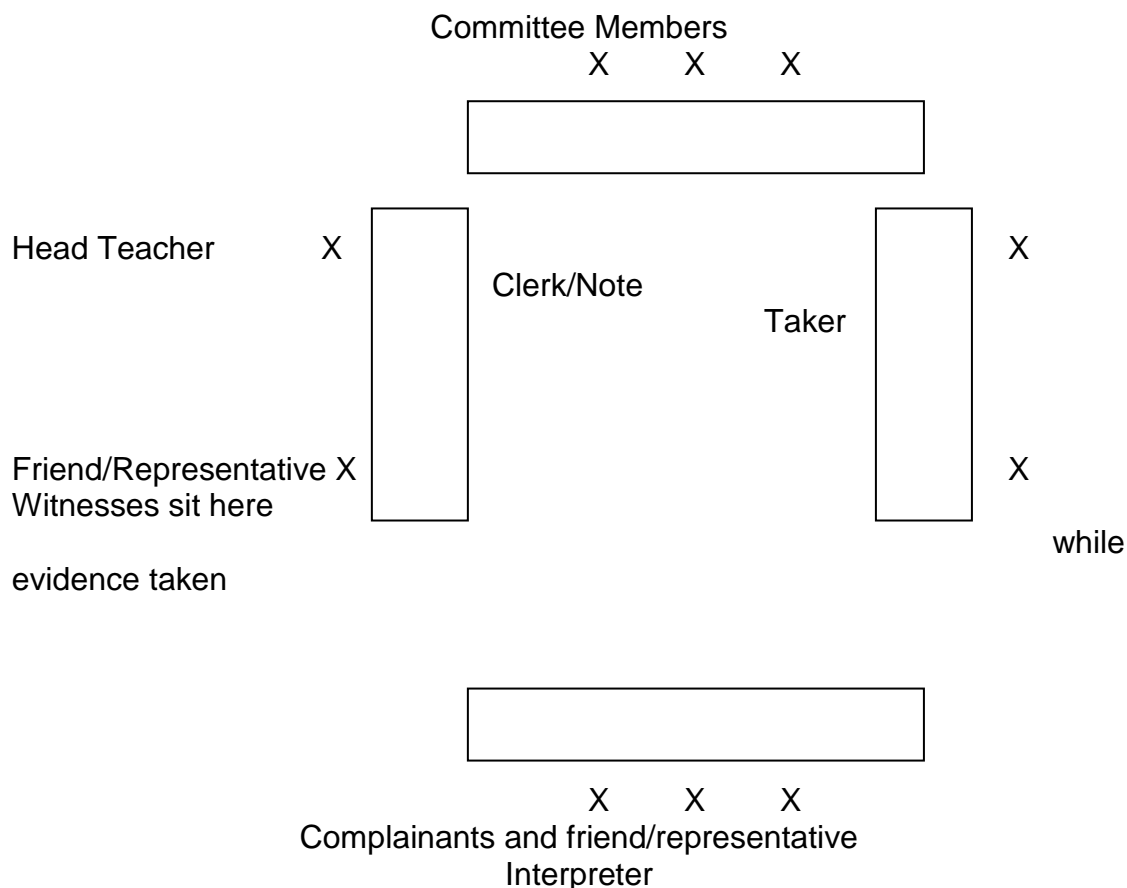 Committee Members
X X X
Head Teacher X X
Clerk/Note
Taker
Friend/Representative X X
Witnesses sit here
while
evidence taken
X X X
Complainants and friend/representative
Interpreter